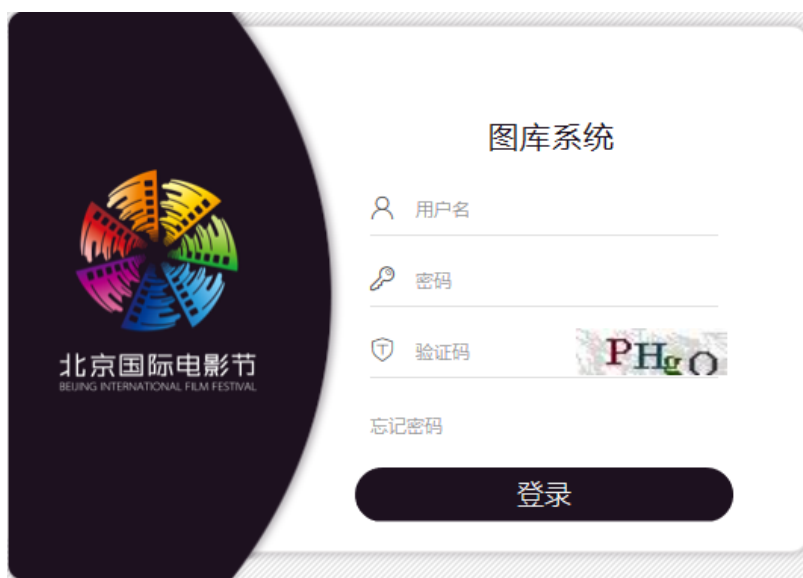 北京国际电影节
BEIJING INTERNATIONAL FILM FESTIVAL
图库系统
用户名
密码
验证码
PHgO
忘记密码
登录